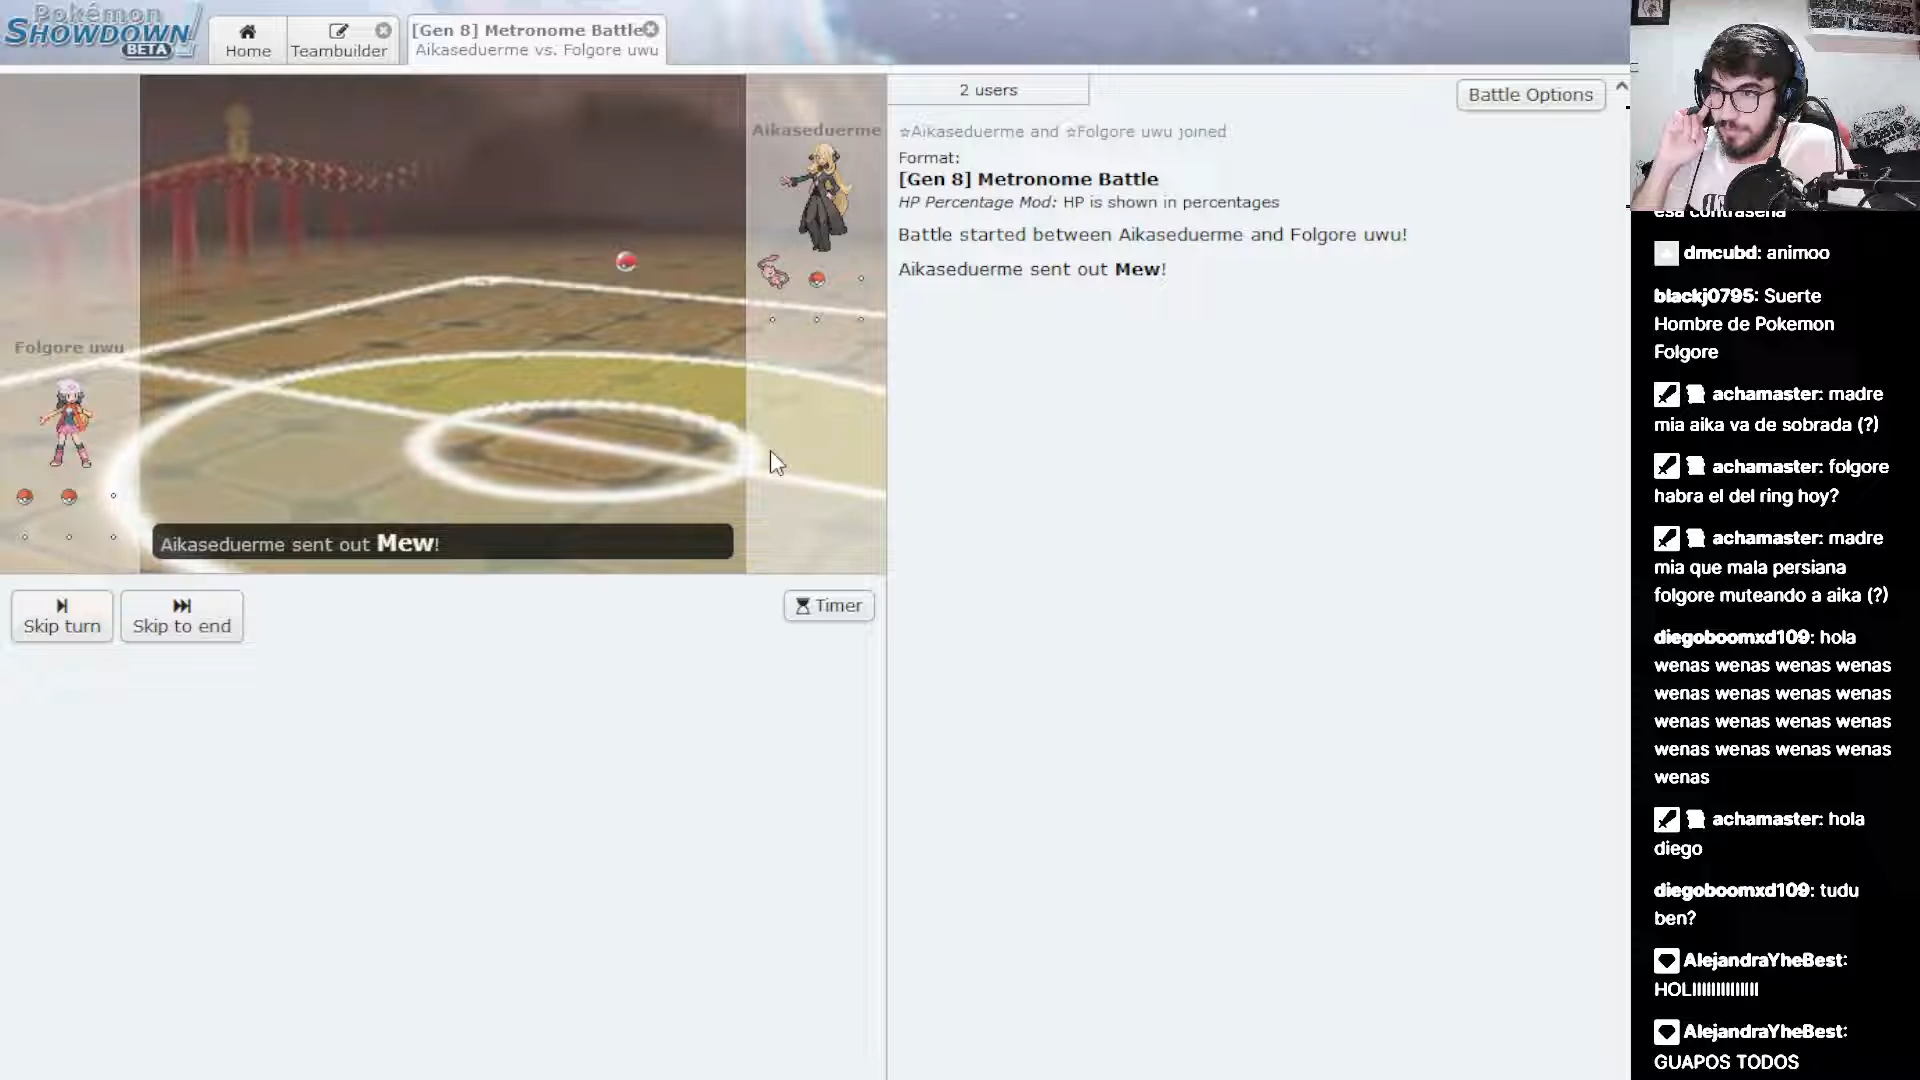 Pokémon
SHOWDOWN
BETA
Home
Teambuilder
[Gen 8] Metronome Battle
Aikaseduerme vs. Folgore uwu
2 users
Battle Options
Aikaseduerme
Folgore uwu
Aikaseduerme sent out Mew!
Skip turn
Skip to end
Timer
☆Aikaseduerme and ☆Folgore uwu joined
Format:
[Gen 8] Metronome Battle
HP Percentage Mod: HP is shown in percentages
Battle started between Aikaseduerme and Folgore uwu!
Aikaseduerme sent out Mew!
esa contraseña
dmcubd: animoo
blackj0795: Suerte
Hombre de Pokemon
Folgore
achamaster: madre
mia aika va de sobrada (?)
achamaster: folgore
habra el del ring hoy?
achamaster: madre
mia que mala persiana
folgore muteando a aika (?)
diegoboomxd109: hola
wenas wenas wenas wenas
wenas wenas wenas wenas
wenas wenas wenas wenas
wenas wenas wenas wenas
wenas
achamaster: hola
diego
diegoboomxd109: tudu
ben?
AlejandraYheBest:
HOLIIIIIIIIIIIIII
AlejandraYheBest:
GUAPOS TODOS